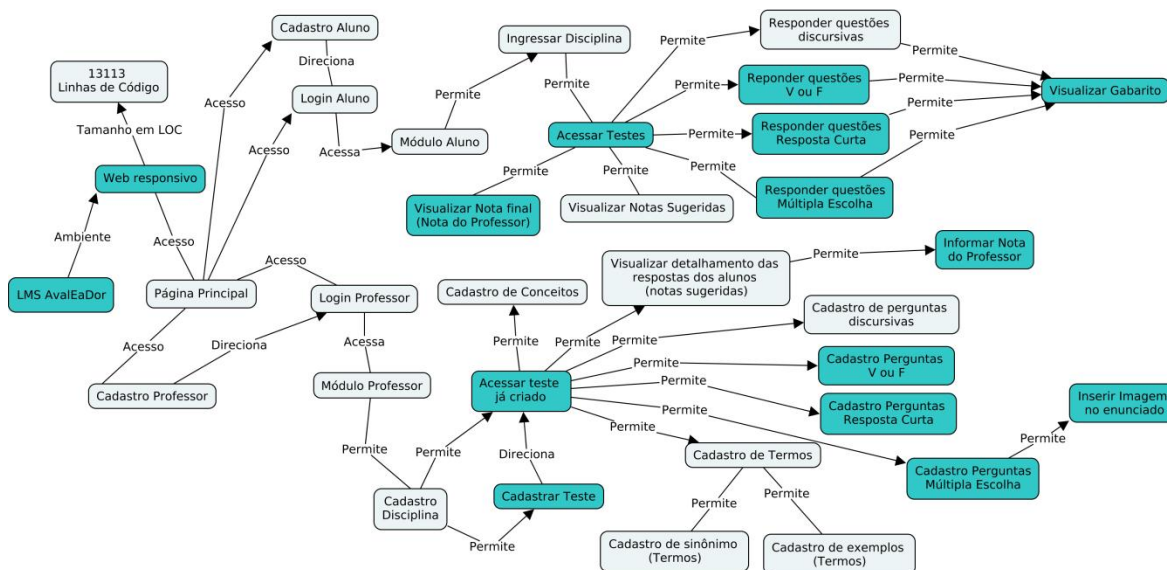 Cadastro Aluno
Direciona
Login Aluno
Acesso
Acesso
Acessa
13113
Linhas de Código
Tamanho em LOC
Web responsivo
Ambiente
LMS AvalEaDor
Acesso
Página Principal
Acesso
Acesso
Cadastro Professor
Direciona
Login Professor
Acessa
Módulo Professor
Permite
Cadastro
Disciplina
Permite
Permite
Módulo Aluno
Permite
Ingressar Disciplina
Permite
Acessar Testes
Permite
Visualizar Nota final
(Nota do Professor)
Permite
Visualizar Notas Sugeridas
Permite
Responder questões
discursivas
Permite
Permite
Reponder questões
V ou F
Permite
Permite
Responder questões
Resposta Curta
Permite
Permite
Responder questões
Múltipla Escolha
Permite
Visualizar Gabarito
Cadastrar Teste
Direciona
Acessar teste
já criado
Permite
Cadastro de Conceitos
Permite
Visualizar detalhamento das
respostas dos alunos
(notas sugeridas)
Permite
Informar Nota
do Professor
Permite
Cadastro de perguntas
discursivas
Permite
Cadastro Perguntas
V ou F
Permite
Cadastro Perguntas
Resposta Curta
Permite
Cadastro Perguntas
Múltipla Escolha
Permite
Inserir Imagem
no enunciado
Permite
Cadastro de Termos
Permite
Permite
Cadastro de sinônimo
(Termos)
Cadastro de exemplos
(Termos)